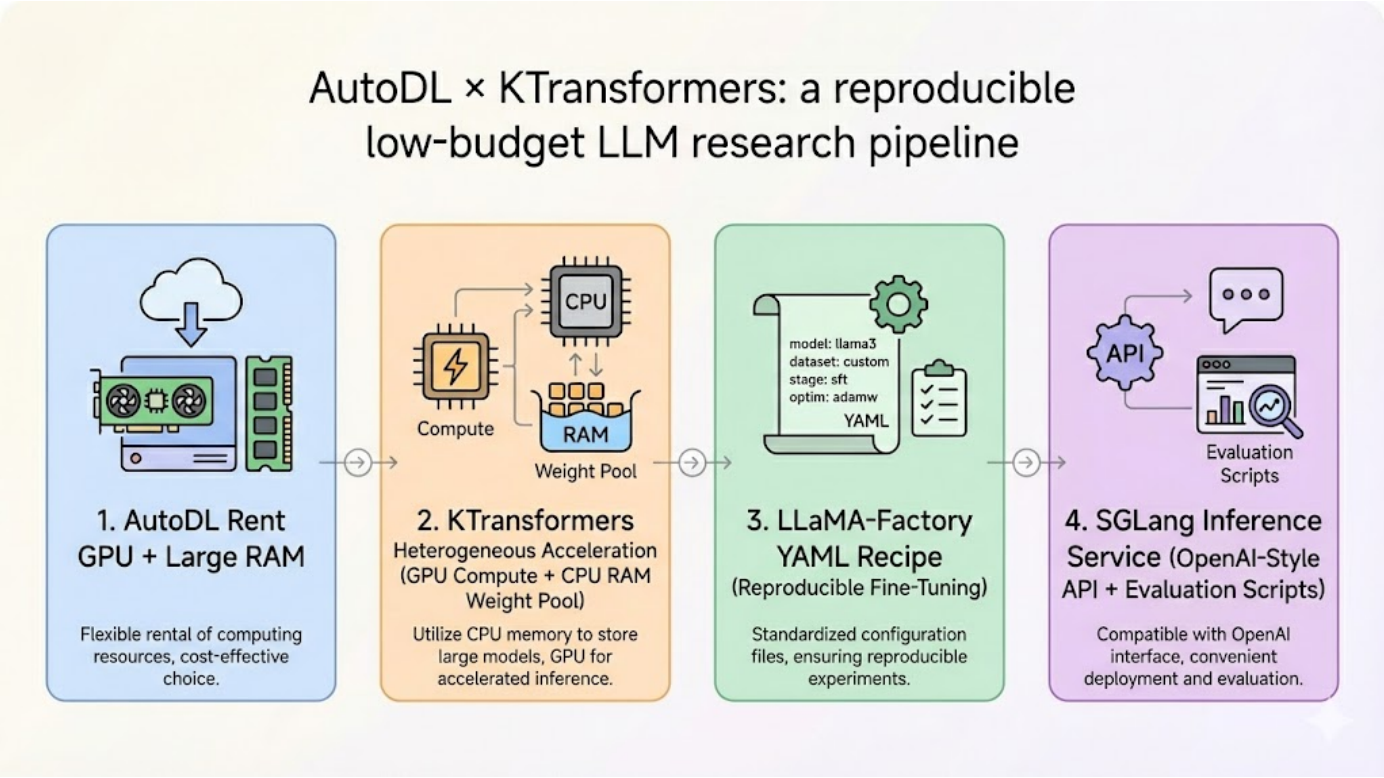 AutoDL × KTransformers: a reproducible
low-budget LLM research pipeline
1. AutoDL Rent
GPU + Large RAM
Flexible rental of computing
resources, cost-effective
choice.
CPU
Compute
RAM
Weight Pool
2. KTransformers
Heterogeneous Acceleration
(GPU Compute + CPU RAM
Weight Pool)
Utilize CPU memory to store
large models, GPU for
accelerated inference.
model: llama3
dataset: custom
stage: sft
optim: adamw
YAML
3. LLaMA-Factory
YAML Recipe
(Reproducible Fine-Tuning)
Standardized configuration
files, ensuring reproducible
experiments.
API
Evaluation
Scripts
4. SGLang Inference
Service (OpenAI-Style
API + Evaluation Scripts)
Compatible with OpenAI
interface, convenient
deployment and evaluation.